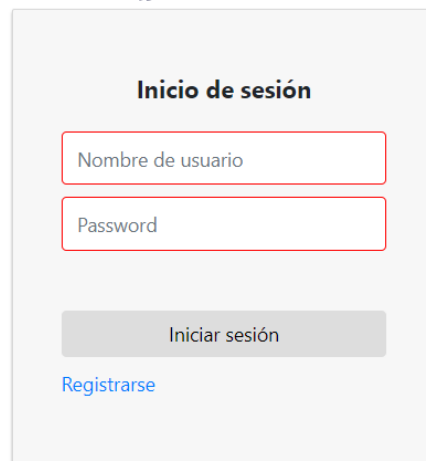 Inicio de sesión
Nombre de usuario
Password
Iniciar sesión
Registrarse